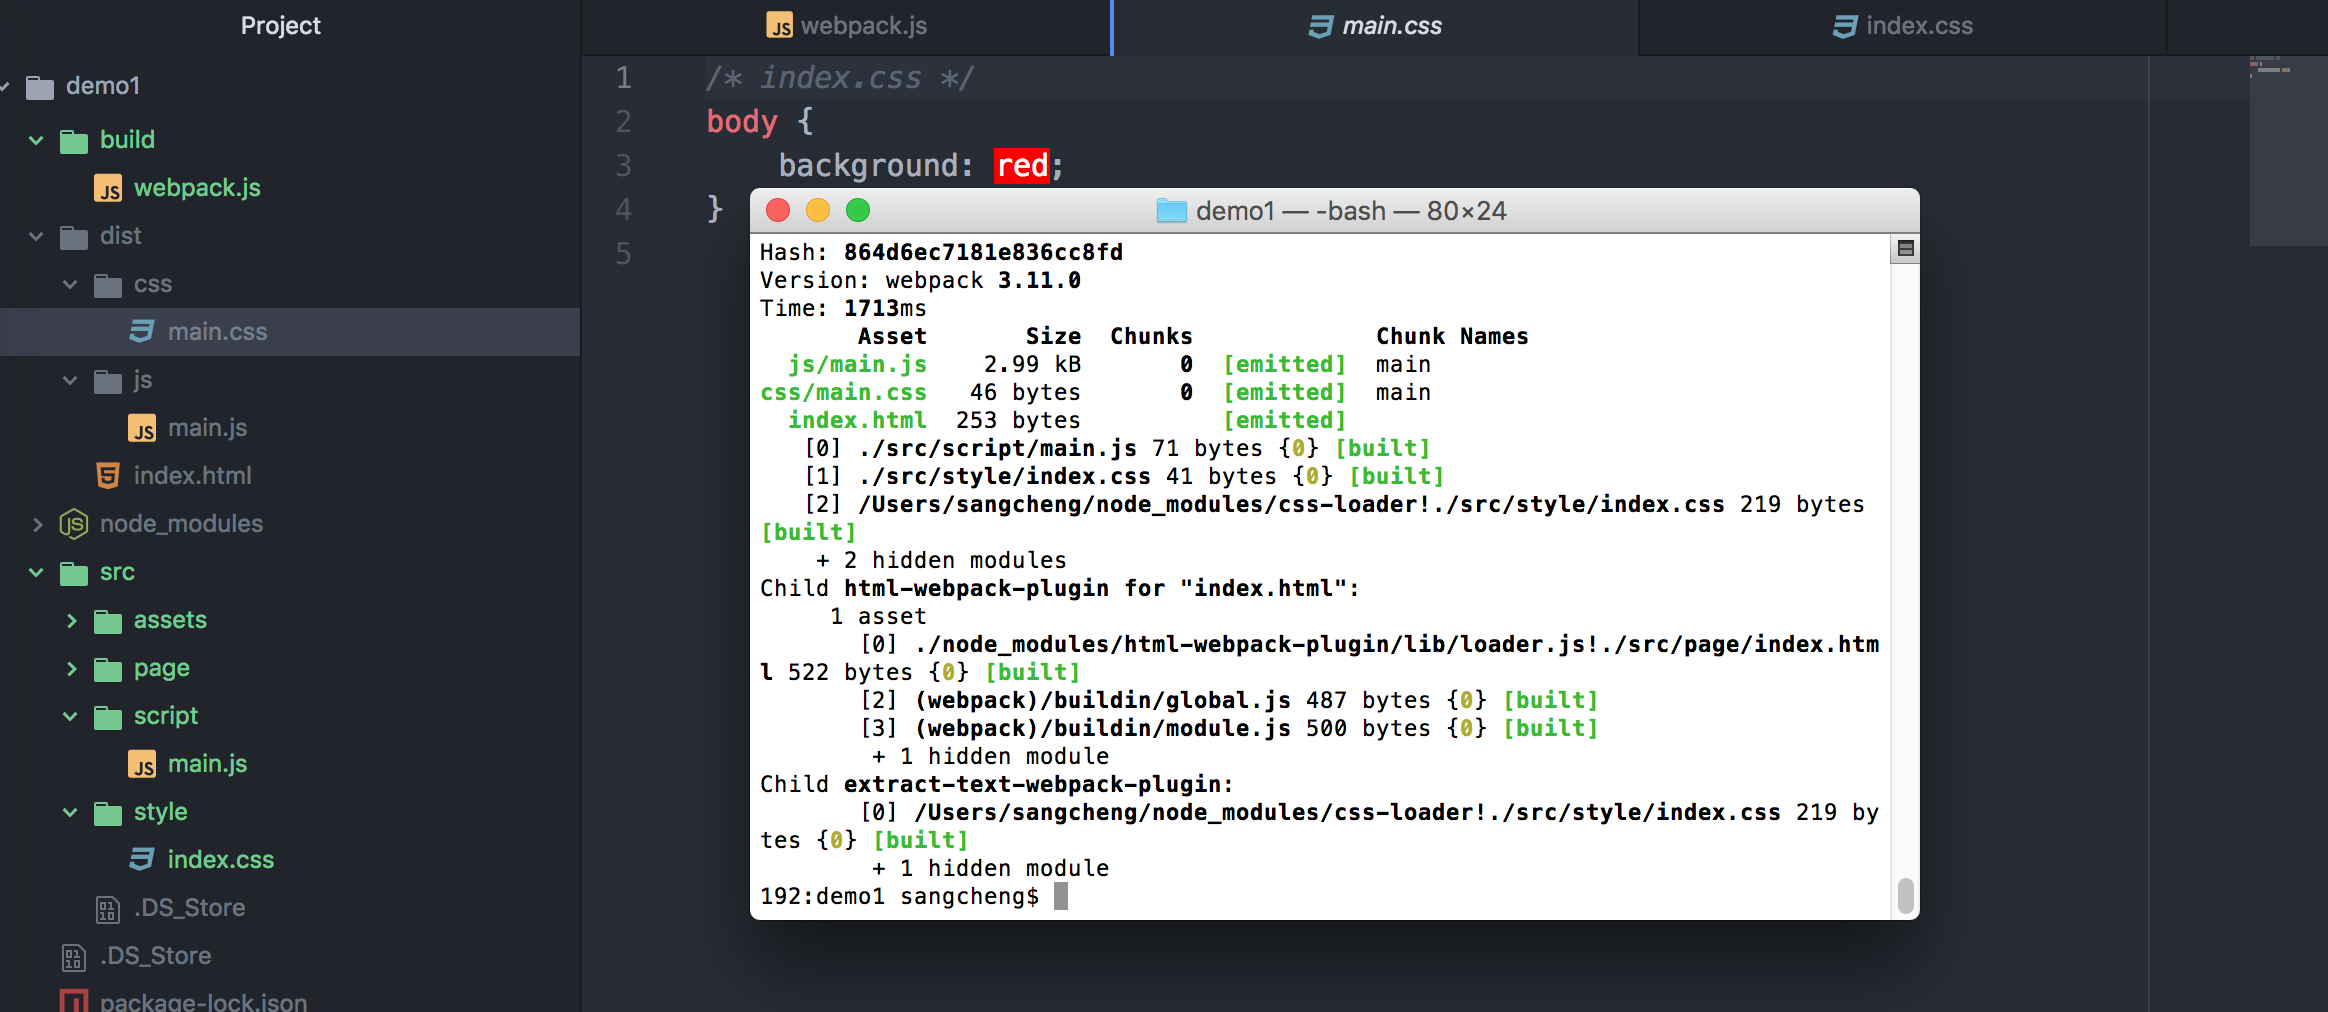 Project
demo1
build
webpack.js
dist
css
main.css
js
main.js
index.html
node_modules
src
assets
page
script
main.js
style
index.css
.DS_Store
.DS_Store
package-lock.json
webpack.js
main.css
index.css
1 /* index.css */
2 body {
3 background: red;
4 }
5
demo1 — -bash — 80×24
Hash: 864d6ec7181e836cc8fd
Version: webpack 3.11.0
Time: 1713ms
Asset Size Chunks Chunk Names
js/main.js 2.99 kB 0 [emitted] main
css/main.css 46 bytes 0 [emitted] main
index.html 253 bytes [emitted]
[0] ./src/script/main.js 71 bytes {0} [built]
[1] ./src/style/index.css 41 bytes {0} [built]
[2] /Users/sangcheng/node_modules/css-loader!./src/style/index.css 219 bytes
[built]
+ 2 hidden modules
Child html-webpack-plugin for "index.html":
1 asset
[0] ./node_modules/html-webpack-plugin/lib/loader.js!./src/page/index.htm
l 522 bytes {0} [built]
[2] (webpack)/buildin/global.js 487 bytes {0} [built]
[3] (webpack)/buildin/module.js 500 bytes {0} [built]
+ 1 hidden module
Child extract-text-webpack-plugin:
[0] /Users/sangcheng/node_modules/css-loader!./src/style/index.css 219 by
tes {0} [built]
+ 1 hidden module
192:demo1 sangcheng$